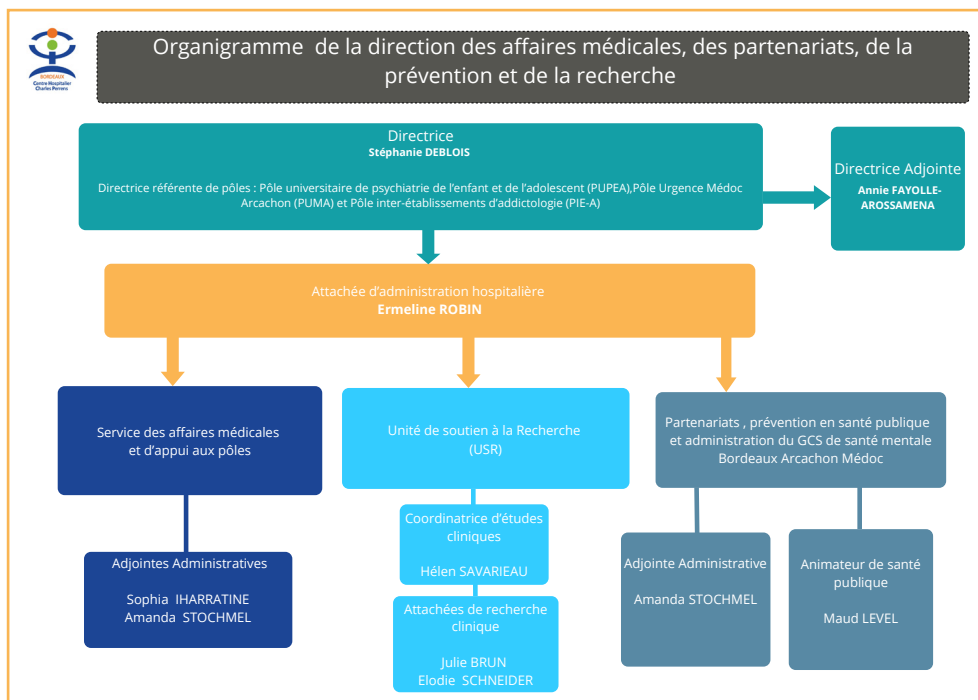 Organigramme de la direction des affaires médicales, des partenariats, de la
prévention et de la recherche
BORDEAUX
Centre Hospitalier
Charles Perrens
Directrice
Stéphanie DEBLOIS
Directrice référente de pôles : Pôle universitaire de psychiatrie de l'enfant et de l'adolescent (PUPEA),Pôle Urgence Médoc
Arcachon (PUMA) et Pôle inter-établissements d'addictologie (PIE-A)
Directrice Adjointe
Annie FAYOLLE-
AROSSAMENA
Attachée d'administration hospitalière
Ermeline ROBIN
Service des affaires médicales
et d'appui aux pôles
Adjointes Administratives
Sophia IHARRATINE
Amanda STOCHMEL
Unité de soutien à la Recherche
(USR)
Coordinatrice d'études
cliniques
Hélen SAVARIEAU
Attachées de recherche
clinique
Julie BRUN
Elodie SCHNEIDER
Partenariats , prévention en santé publique
et administration du GCS de santé mentale
Bordeaux Arcachon Médoc
Adjointe Administrative
Amanda STOCHMEL
Animateur de santé
publique
Maud LEVEL